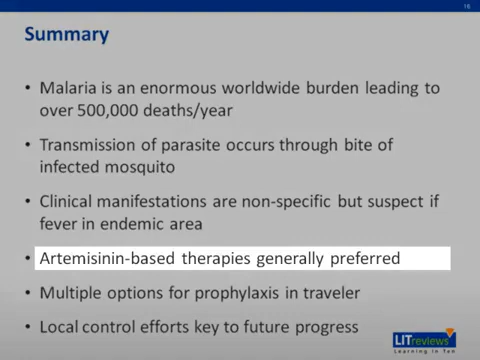 16
Summary
• Malaria is an enormous worldwide burden leading to
over 500,000 deaths/year
• Transmission of parasite occurs through bite of
infected mosquito
• Clinical manifestations are non-specific but suspect if
fever in endemic area
• Artemisinin-based therapies generally preferred
• Multiple options for prophylaxis in traveler
• Local control efforts key to future progress
LITreviews
Learning in Ten